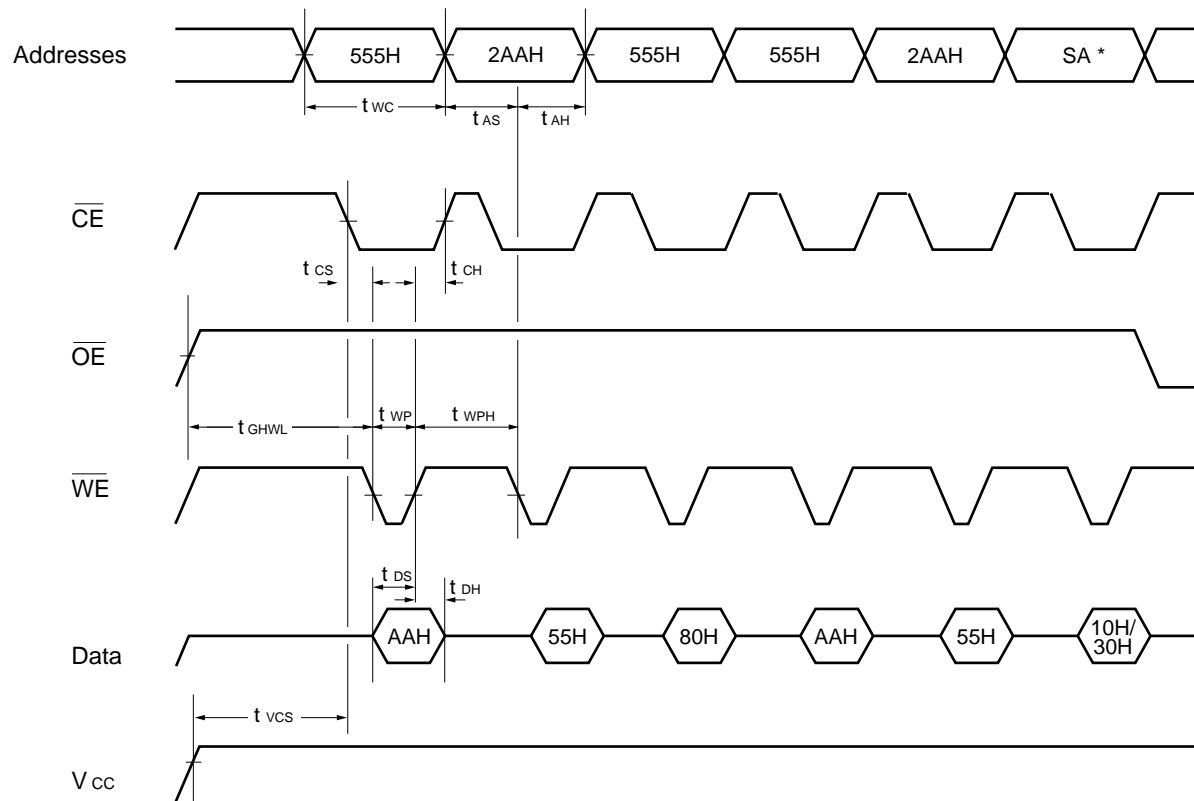 Addresses 555H 2AAH 555H 555H 2AAH SA *
t WC t AS t AH
CE
t CS t CH
OE
t GHWL t WP t WPH
WE
t DS t DH
Data AAH 55H 80H AAH 55H 10H/
30H
t VCS
V CC